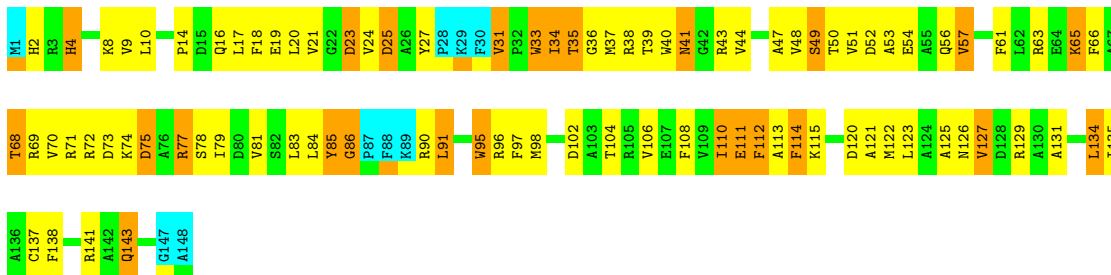 M1 H2 R3 H4 K8 V9 L10 P14 D15 Q16 L17 F18 E19 L20 V21 G22 D23 V24 D25 A26 Y27 P28 K29 F30 V31 P32 W33 I34 T35 G36 W37 R38 T39 W40 N41 G42 R43 V44 A47 V48 S49 T50 V51 D52 A53 E54 A55 Q56 V57 F61 L62 R63 E64 K65 F66 A67
T68 R69 V70 R71 R72 D73 K74 D75 A76 R77 S78 I79 D80 V81 S82 L83 L84 Y85 G86 P87 F88 K89 R90 L91 W95 R96 F97 M98 D102 A103 T104 R105 V106 E107 F108 V109 I110 E111 F112 A113 F114 K115 D120 A121 M122 L123 A124 A125 N126 V127 D128 R129 A130 A131 L134 I135
A136 C137 F138 R141 A142 Q143 G147 A148